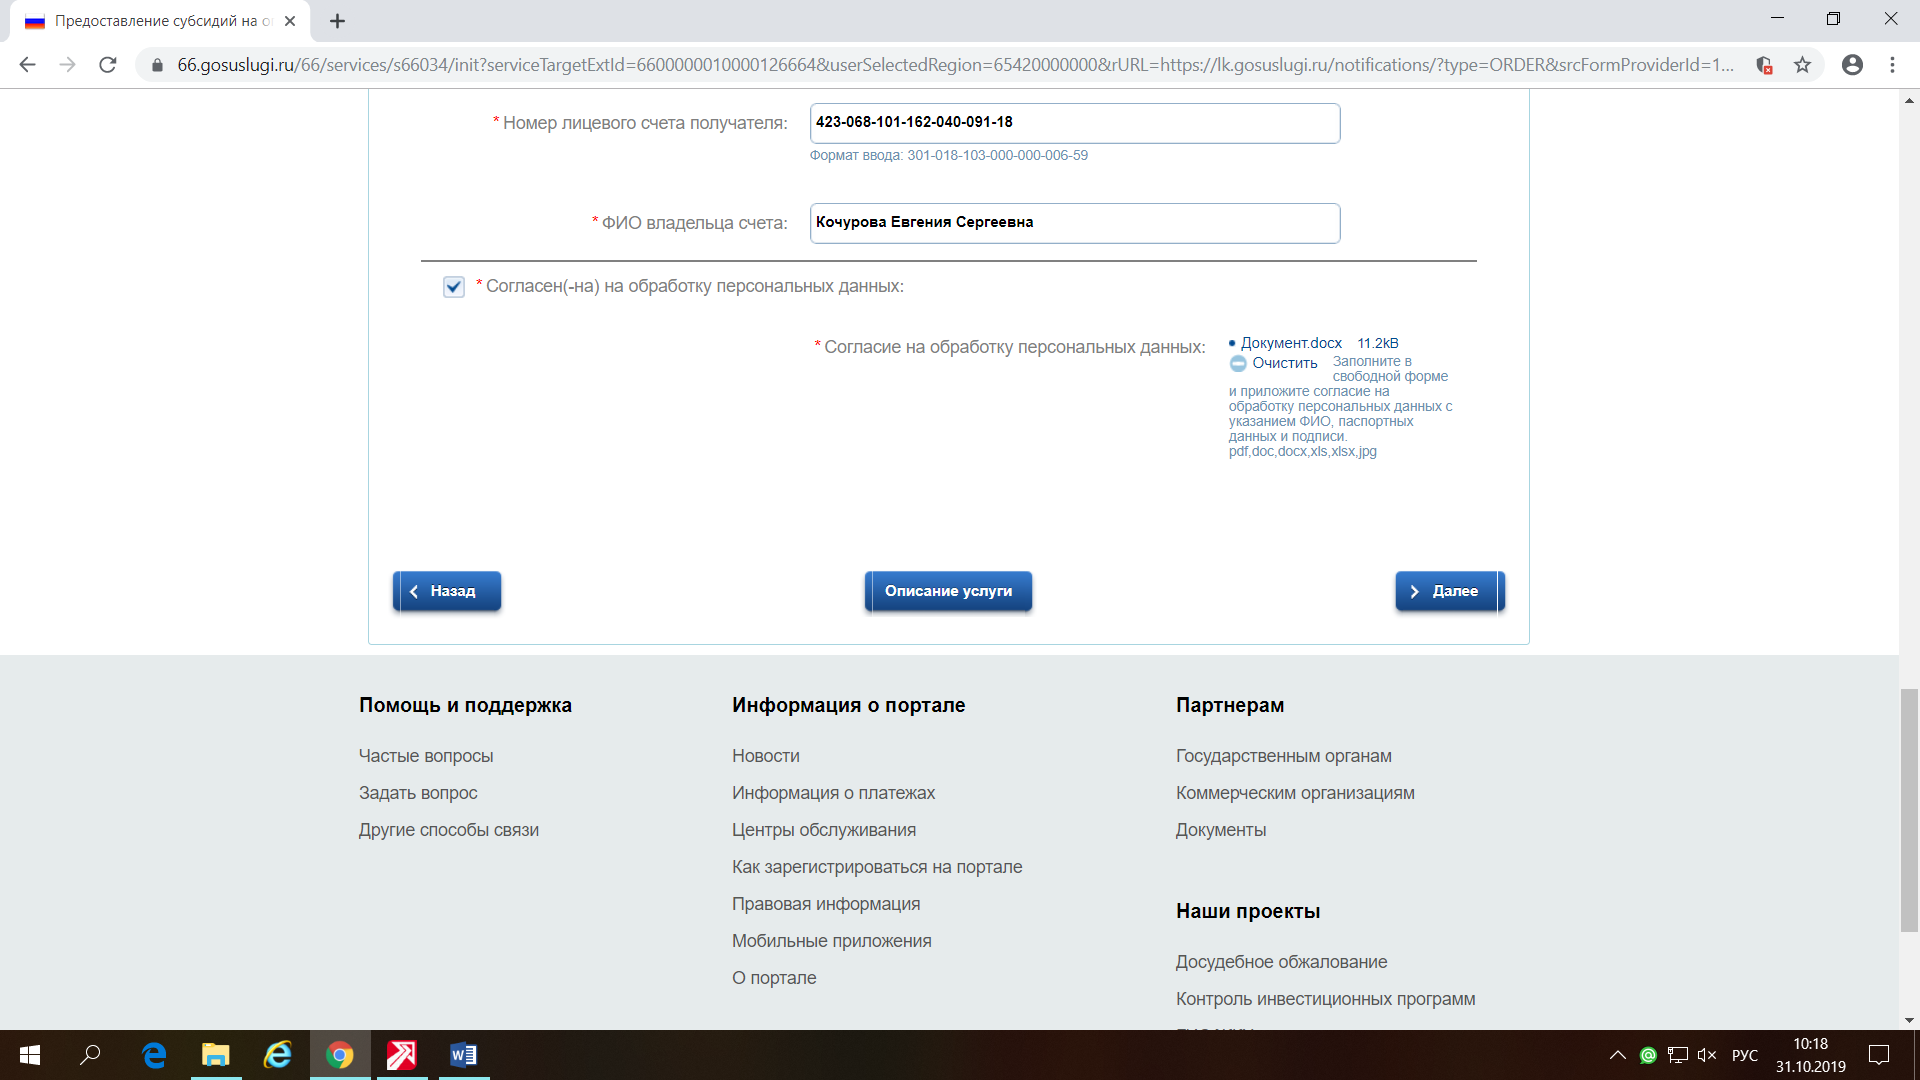 Предоставление субсидий на о
66.gosuslugi.ru/66/services/s66034/init?serviceTargetExtId=6600000010000126664&userSelectedRegion=65420000000&rURL=https://lk.gosuslugi.ru/notifications/?type=ORDER&srcFormProviderId=1...
* Номер лицевого счета получателя:
423-068-101-162-040-091-18
Формат ввода: 301-018-103-000-000-006-59
* ФИО владельца счета:
Кочурова Евгения Сергеевна
* Согласен(-на) на обработку персональных данных:
* Согласие на обработку персональных данных:
Документ.docx 11.2kB
Очистить Заполните в
свободной форме
и приложите согласие на
обработку персональных данных с
указанием ФИО, паспортных
данных и подписи.
pdf,doc,docx,xls,xlsx,jpg
Назад
Описание услуги
Далее
Помощь и поддержка
Частые вопросы
Задать вопрос
Другие способы связи
Информация о портале
Новости
Информация о платежах
Центры обслуживания
Как зарегистрироваться на портале
Правовая информация
Мобильные приложения
О портале
Партнерам
Государственным органам
Коммерческим организациям
Документы
Наши проекты
Досудебное обжалование
Контроль инвестиционных программ
РУС
10:18
31.10.2019